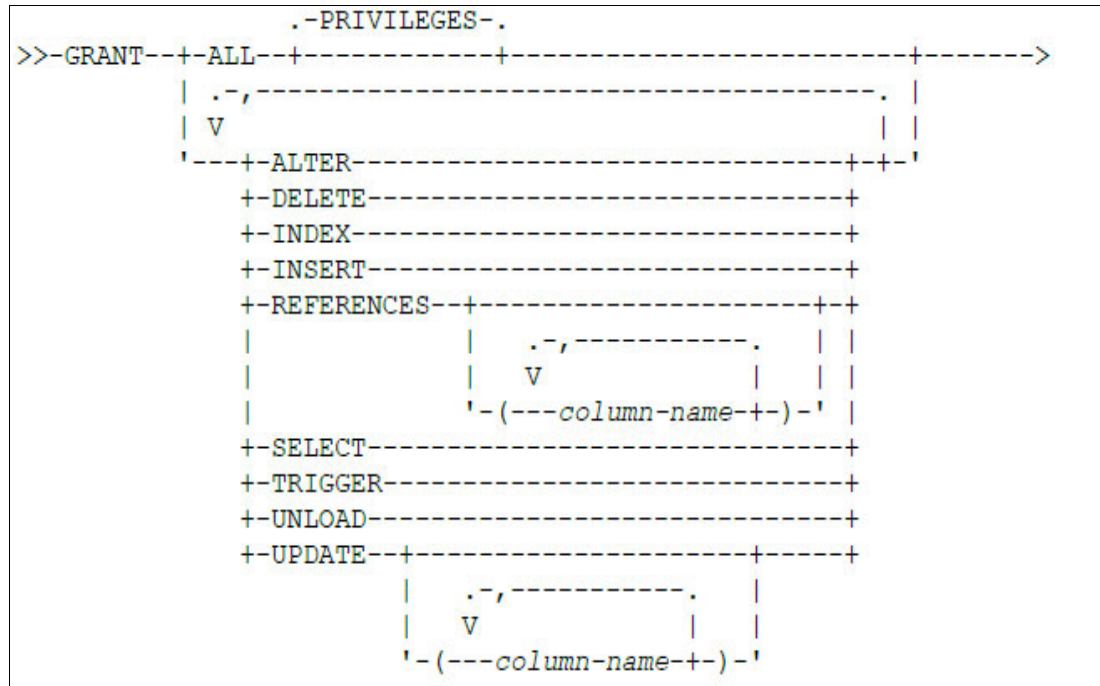 .-PRIVILEGES-.
>>-GRANT--+-ALL--+------------+-------------------------+------->
          | .-,---------------------------------------. |
          | V                                         | |
          '---+-ALTER-------------------------------+-+-'
              +-DELETE------------------------------+
              +-INDEX-------------------------------+
              +-INSERT------------------------------+
              +-REFERENCES--+---------------------+-+
              |             |   .-,-----------.   | |
              |             |   V             |   | |
              |             '-(---column-name-+-)-' |
              +-SELECT------------------------------+
              +-TRIGGER-----------------------------+
              +-UNLOAD------------------------------+
              +-UPDATE--+---------------------+-----+
                        |   .-,-----------.   |
                        |   V             |   |
                        '-(---column-name-+-)-'